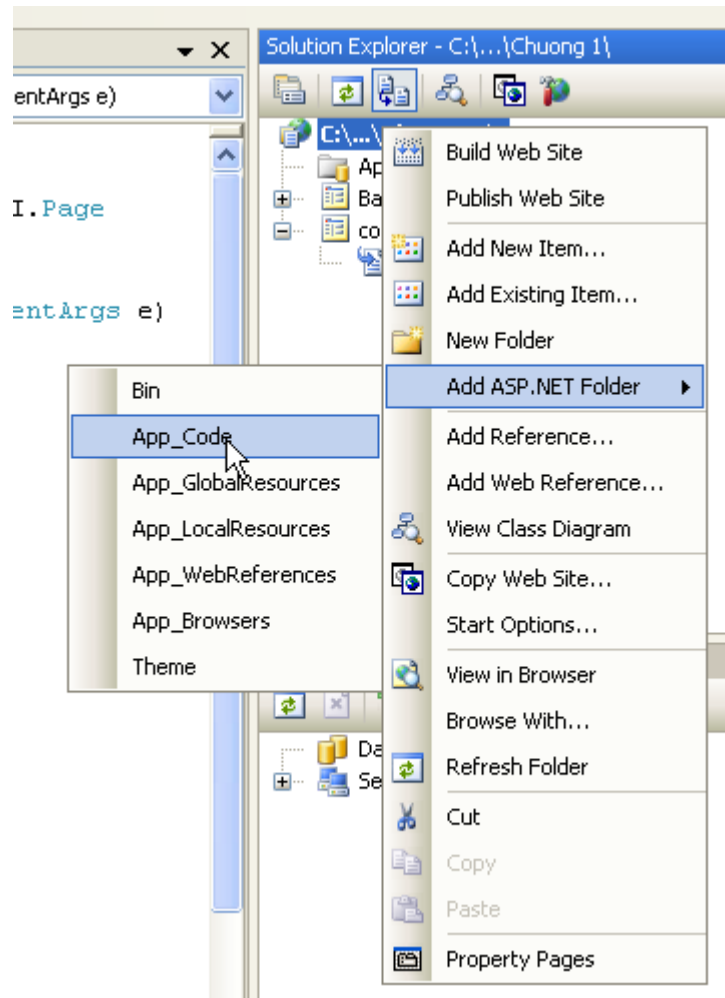 Solution Explorer - C:\...\Chuong 1\
entArgs e)
C:\...\
Build Web Site
Publish Web Site
I.Page
Add New Item...
Add Existing Item...
entArgs e)
New Folder
Add ASP.NET Folder
Bin
App_Code
Add Reference...
App_GlobalResources
Add Web Reference...
App_LocalResources
View Class Diagram
App_WebReferences
Copy Web Site...
App_Browsers
Start Options...
Theme
View in Browser
Browse With...
Refresh Folder
Cut
Copy
Paste
Property Pages